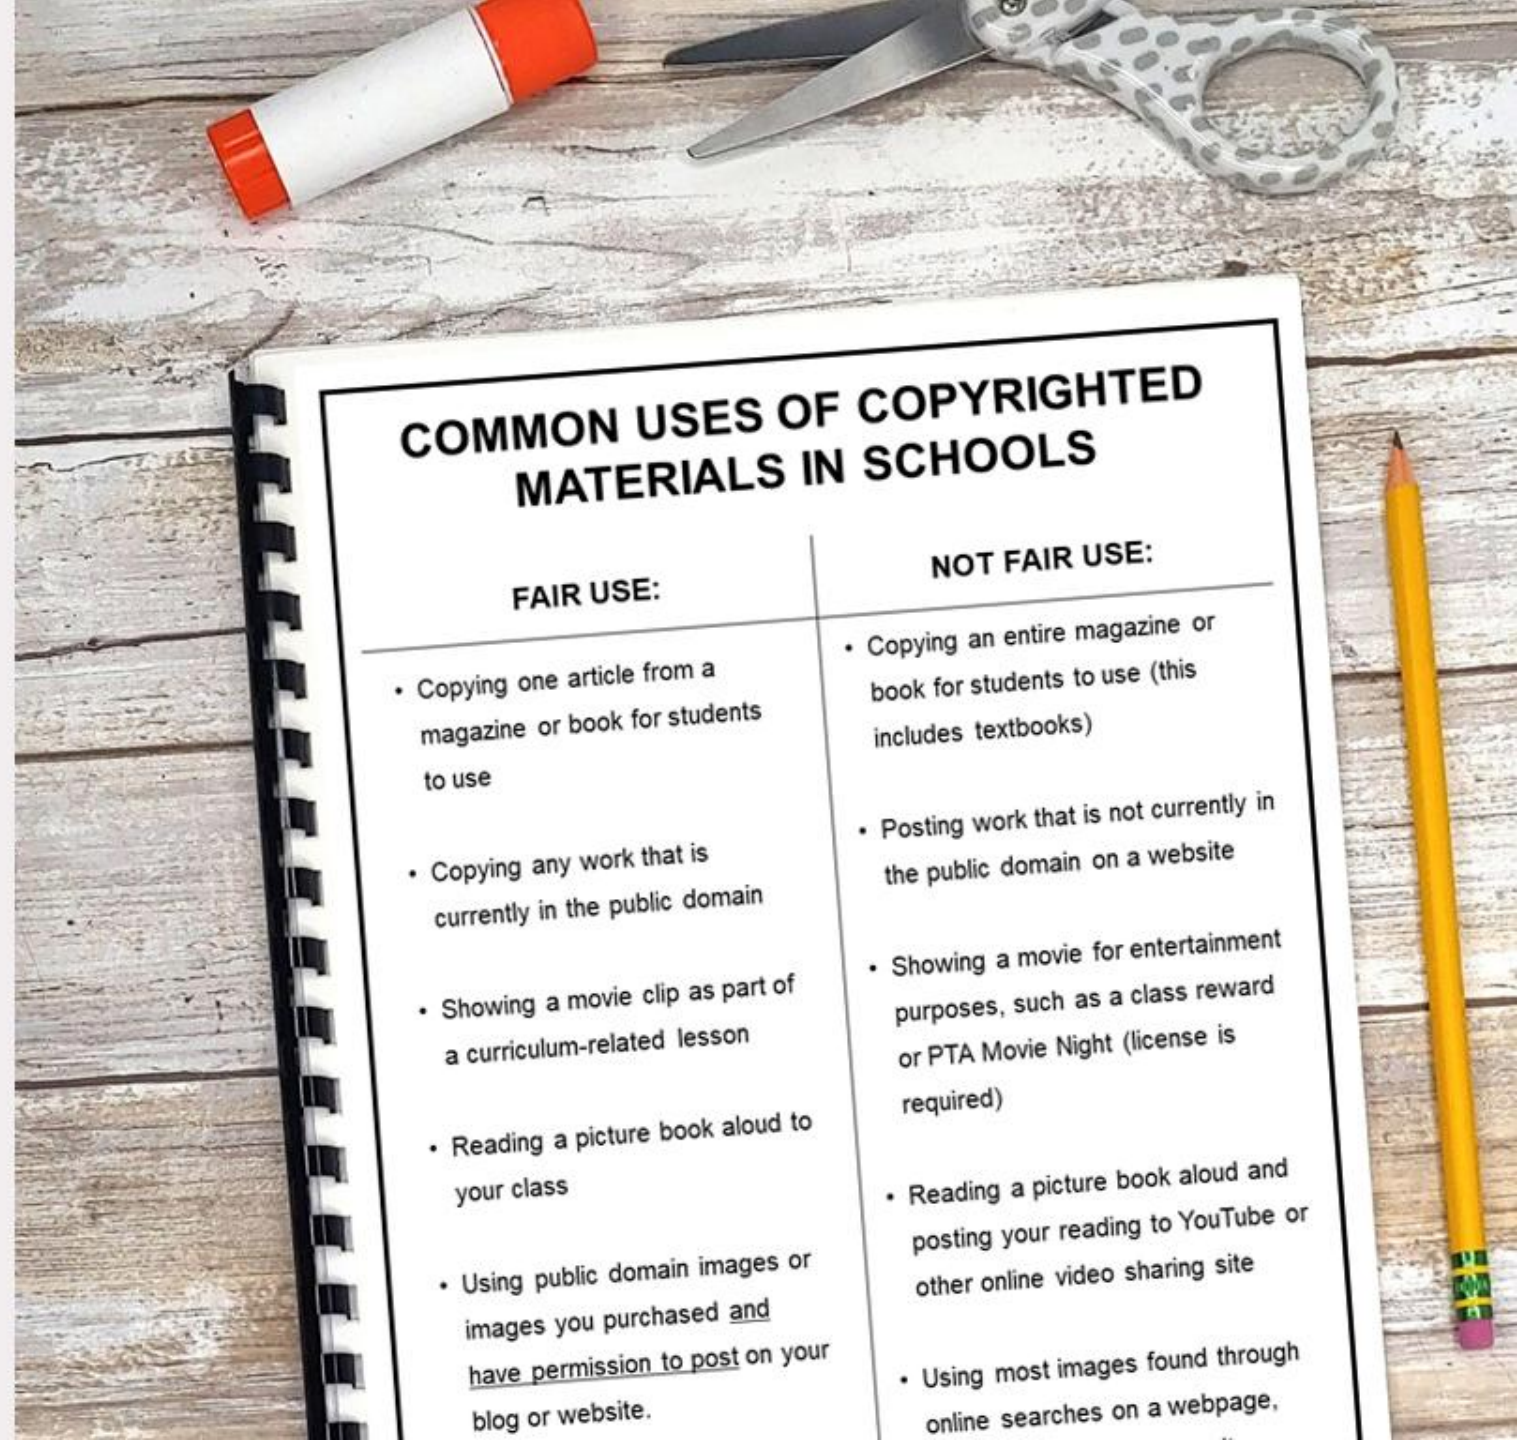 COMMON USES OF COPYRIGHTED
MATERIALS IN SCHOOLS
FAIR USE:
• Copying one article from a
magazine or book for students
to use
• Copying any work that is
currently in the public domain
• Showing a movie clip as part of
a curriculum-related lesson
• Reading a picture book aloud to
your class
• Using public domain images or
images you purchased and
have permission to post on your
blog or website.
NOT FAIR USE:
• Copying an entire magazine or
book for students to use (this
includes textbooks)
• Posting work that is not currently in
the public domain on a website
• Showing a movie for entertainment
purposes, such as a class reward
or PTA Movie Night (license is
required)
• Reading a picture book aloud and
posting your reading to YouTube or
other online video sharing site
• Using most images found through
online searches on a webpage,